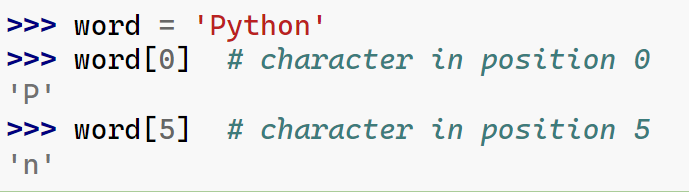 >>> word = 'Python'
>>> word[0]  # character in position 0
'P'
>>> word[5]  # character in position 5
'n'